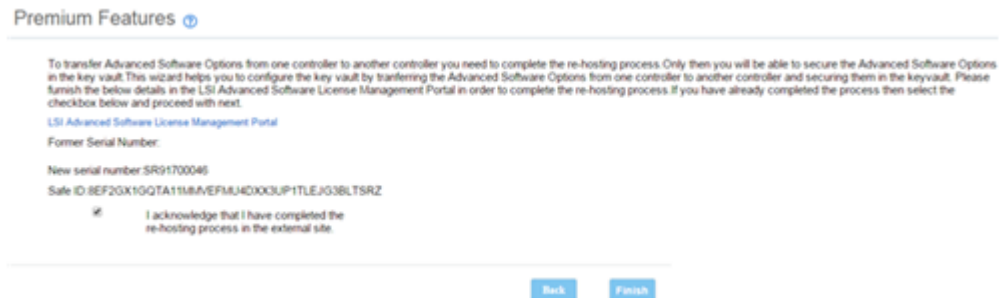 Premium Features
To transfer Advanced Software Options from one controller to another controller you need to complete the re-hosting process.Only then you will be able to secure the Advanced Software Options
in the key vault.This wizard helps you to configure the key vault by tranferring the Advanced Software Options from one controller to another controller and securing them in the keyvault. Please
furnish the below details in the LSI Advanced Software License Management Portal in order to complete the re-hosting process.If you have already completed the process then select the
checkbox below and proceed with next.
LSI Advanced Software License Management Portal
Former Serial Number:
New serial number:SR91700046
Safe ID:8EF2GX1GQTA11MMVEFMU4DXX3UP1TLEJG3BLTSRZ
I acknowledge that I have completed the
re-hosting process in the external site.
Back Finish